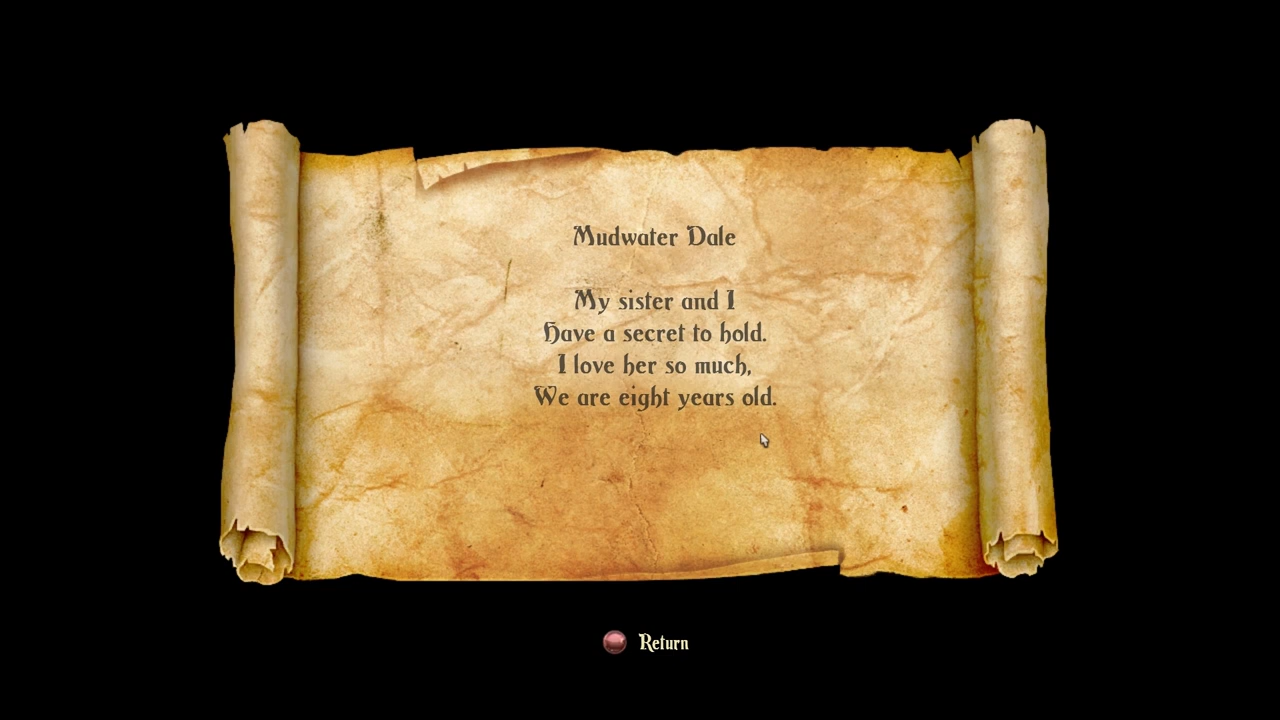 Mudwater Dale
My sister and I
Have a secret to hold.
I love her so much,
We are eight years old.
Return